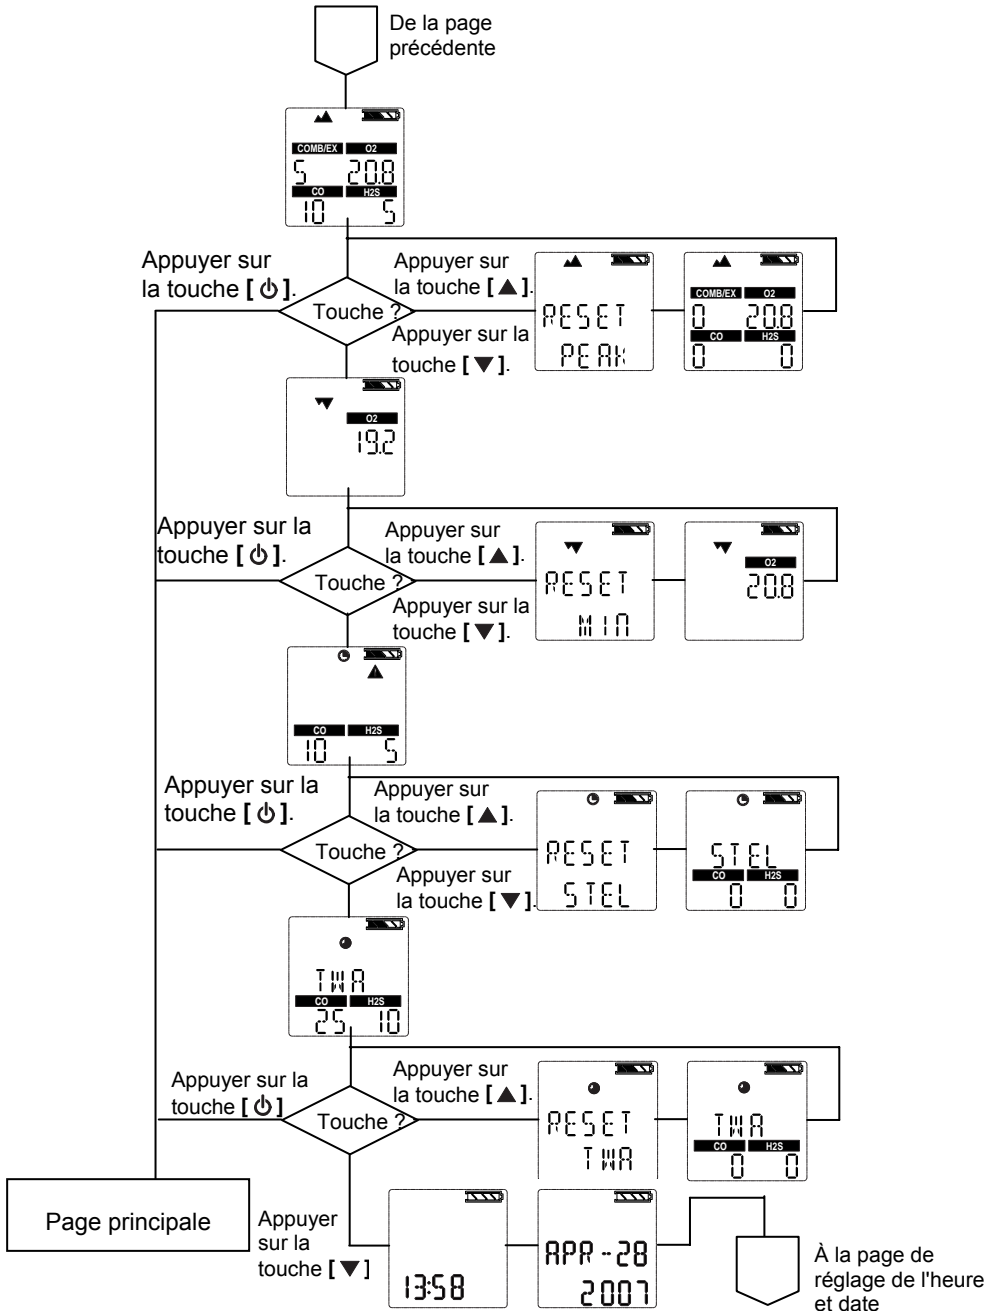 De la page
précédente
COMB/EX O2
5 20.8
CO H2S
10 5
Appuyer sur
la touche [ ⏻ ].
Touche ?
Appuyer sur
la touche [ ▲ ].
Appuyer sur la
touche [ ▼ ].
RESET
PEAK
COMB/EX O2
0 20.8
CO H2S
0 0
O2
19.2
Appuyer sur la
touche [ ⏻ ].
Touche ?
Appuyer sur
la touche [ ▲ ].
Appuyer sur la
touche [ ▼ ].
RESET
MIN
O2
20.8
CO H2S
10 5
Appuyer sur la
touche [ ⏻ ].
Touche ?
Appuyer sur
la touche [ ▲ ].
Appuyer sur
la touche [ ▼ ].
RESET
STEL
STEL
CO H2S
0 0
TWA
CO H2S
25 10
Appuyer sur la
touche [ ⏻ ]
Touche ?
Appuyer sur
la touche [ ▲ ].
RESET
TWA
TWA
CO H2S
0 0
Page principale
Appuyer
sur la
touche [ ▼ ]
13:58
APR -28
2007
À la page de
réglage de l'heure
et date